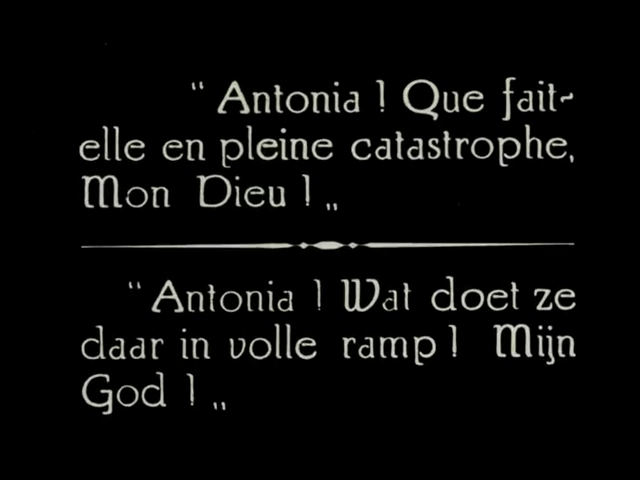 “ Antonia ! Que fait-
elle en pleine catastrophe,
Mon Dieu ! „
“ Antonia ! Wat doet ze
daar in volle ramp ! Mijn
God ! „